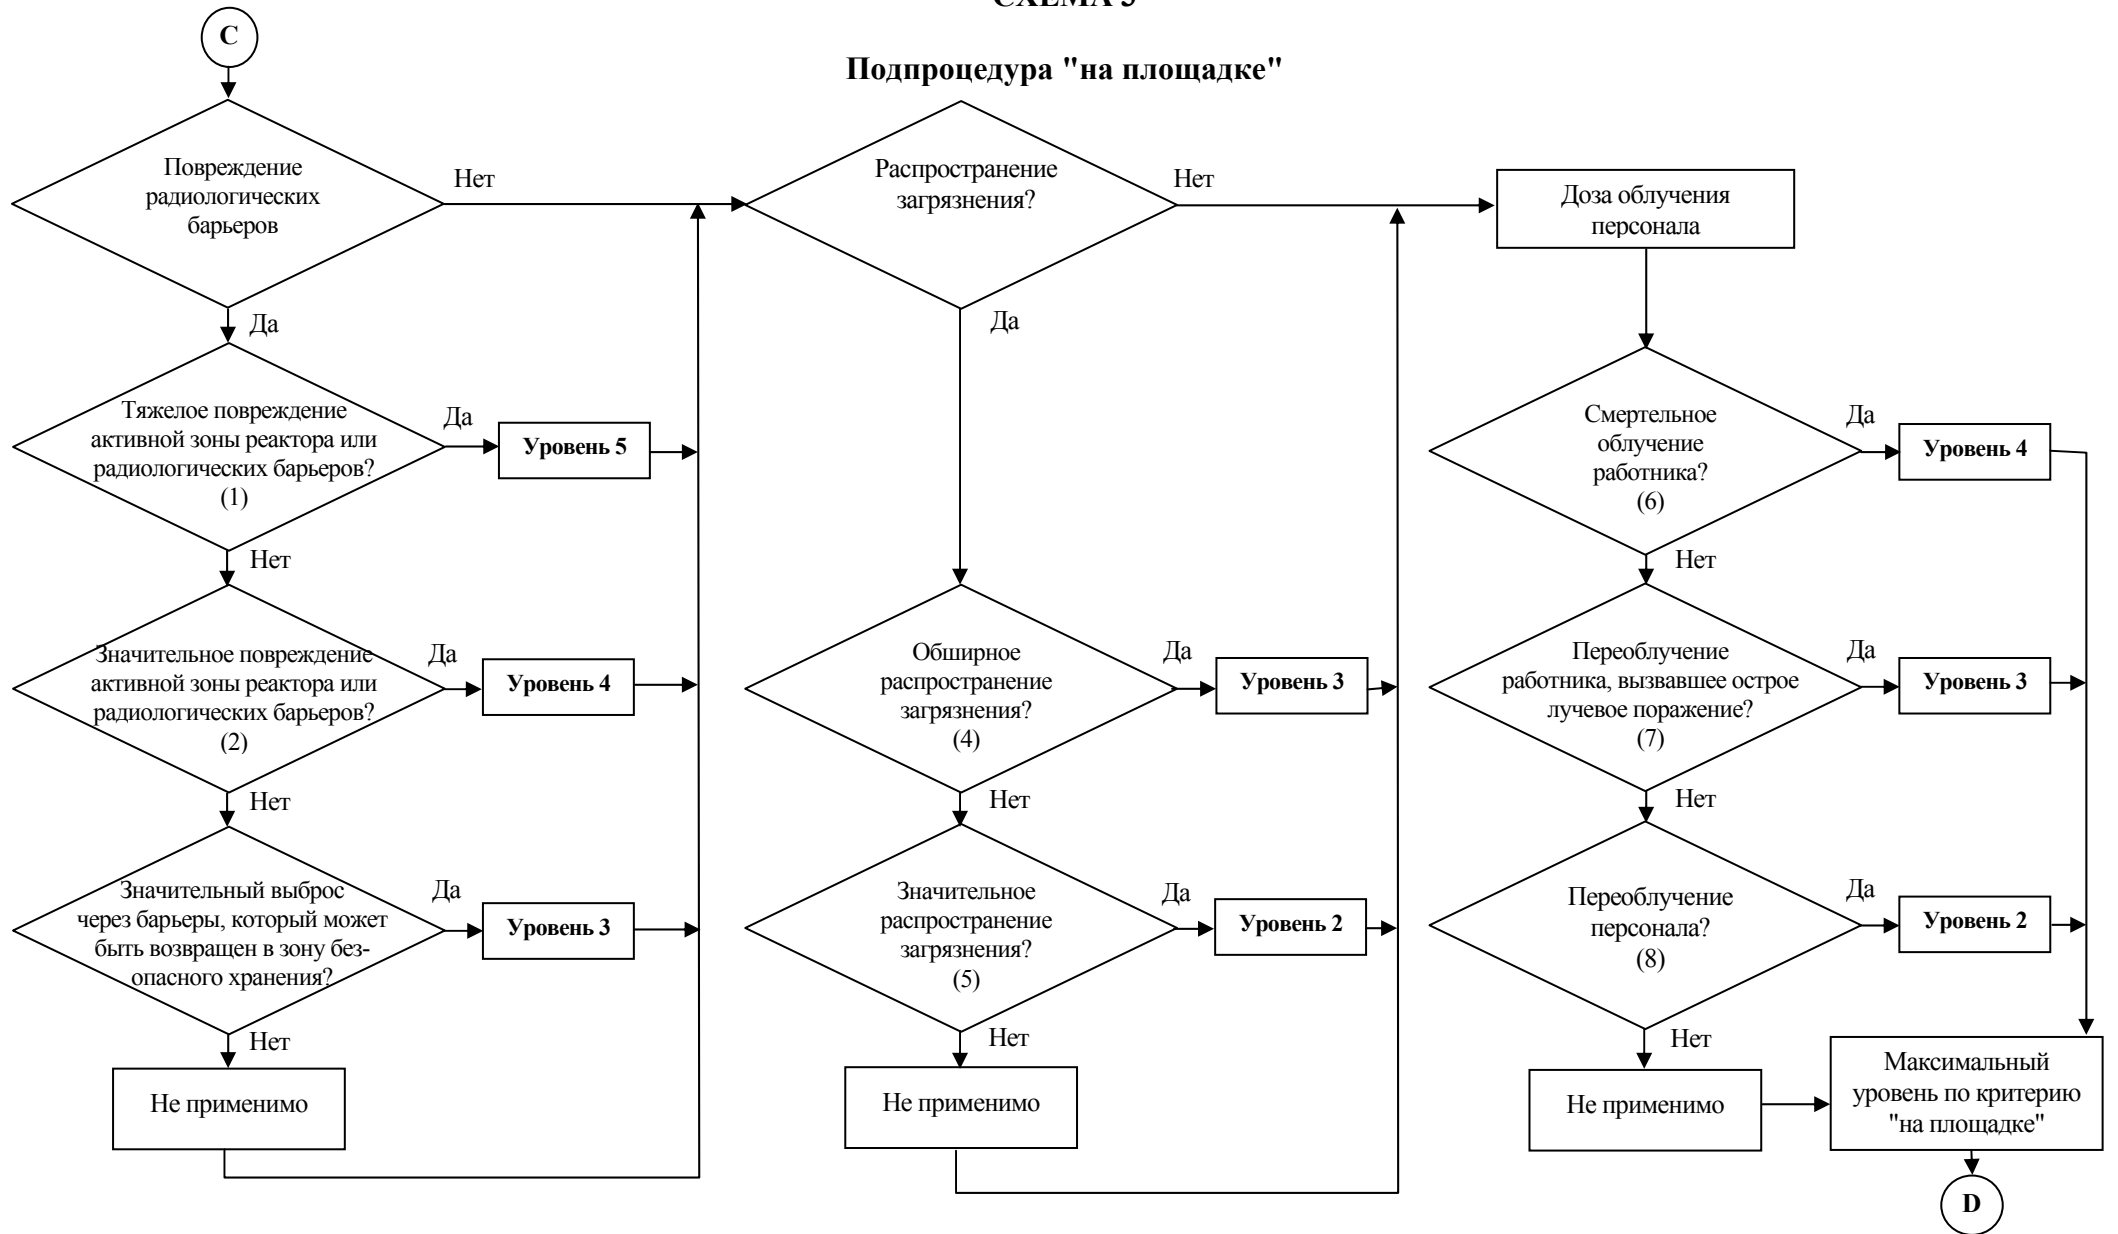 СХЕМА 3
Подпроцедура "на площадке"
C
Повреждение
радиологических
барьеров
Нет
Да
Тяжелое повреждение
активной зоны реактора или
радиологических барьеров?
(1)
Да
Уровень 5
Нет
Значительное повреждение
активной зоны реактора или
радиологических барьеров?
(2)
Да
Уровень 4
Нет
Значительный выброс
через барьеры, который может
быть возвращен в зону без-
опасного хранения?
Да
Уровень 3
Нет
Не применимо
Распространение
загрязнения?
Нет
Да
Обширное
распространение
загрязнения?
(4)
Да
Уровень 3
Нет
Значительное
распространение
загрязнения?
(5)
Да
Уровень 2
Нет
Не применимо
Доза облучения
персонала
Смертельное
облучение
работника?
(6)
Да
Уровень 4
Нет
Переоблучение
работника, вызвавшее острое
лучевое поражение?
(7)
Да
Уровень 3
Нет
Переоблучение
персонала?
(8)
Да
Уровень 2
Нет
Не применимо
Максимальный
уровень по критерию
"на площадке"
D